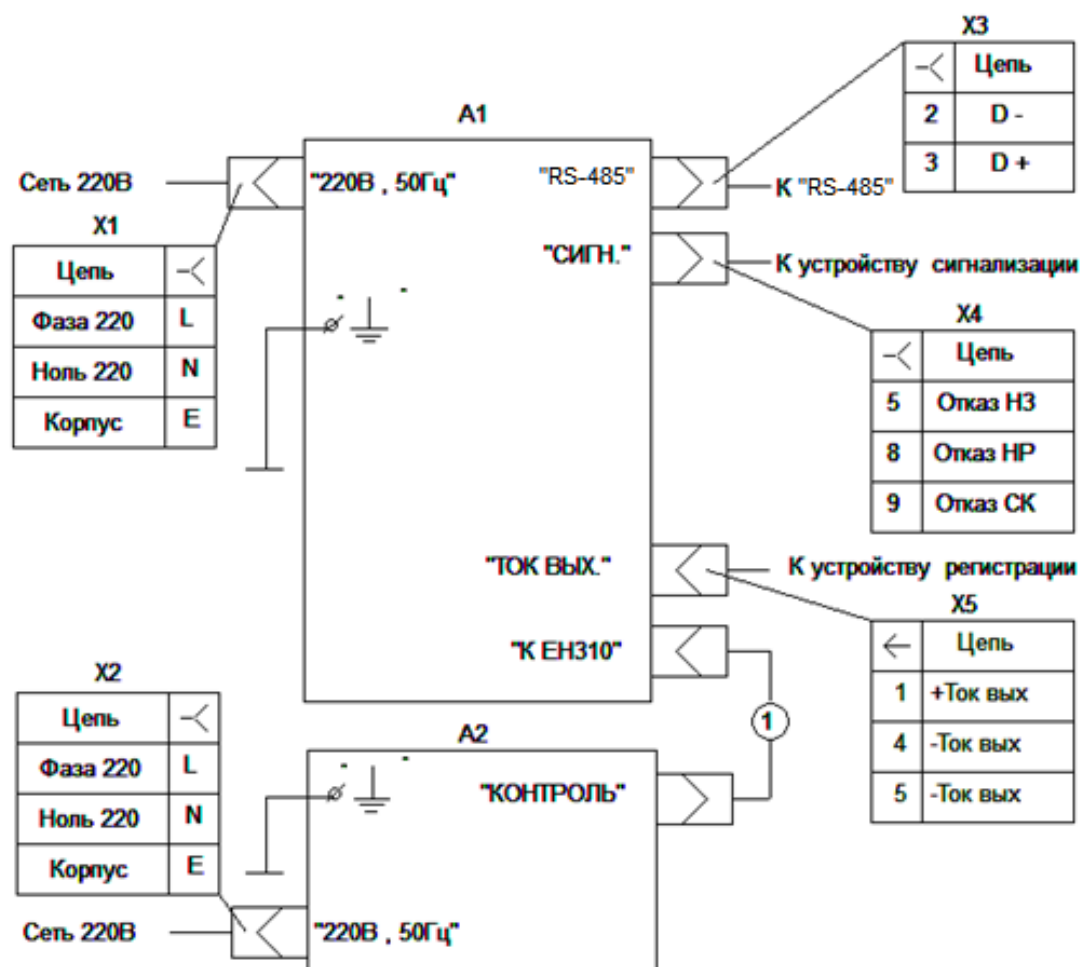 X3
Цепь
2 D -
3 D +
A1
Сеть 220В
"220В , 50Гц"
"RS-485"
К "RS-485"
X1
Цепь
Фаза 220 L
Ноль 220 N
Корпус E
"СИГН."
К устройству сигнализации
X4
Цепь
5 Отказ НЗ
8 Отказ НР
9 Отказ СК
"ТОК ВЫХ."
К устройству регистрации
X5
Цепь
1 +Ток вых
4 -Ток вых
5 -Ток вых
"К ЕН310"
1
X2
Цепь
Фаза 220 L
Ноль 220 N
Корпус E
A2
"КОНТРОЛЬ"
Сеть 220В
"220В , 50Гц"